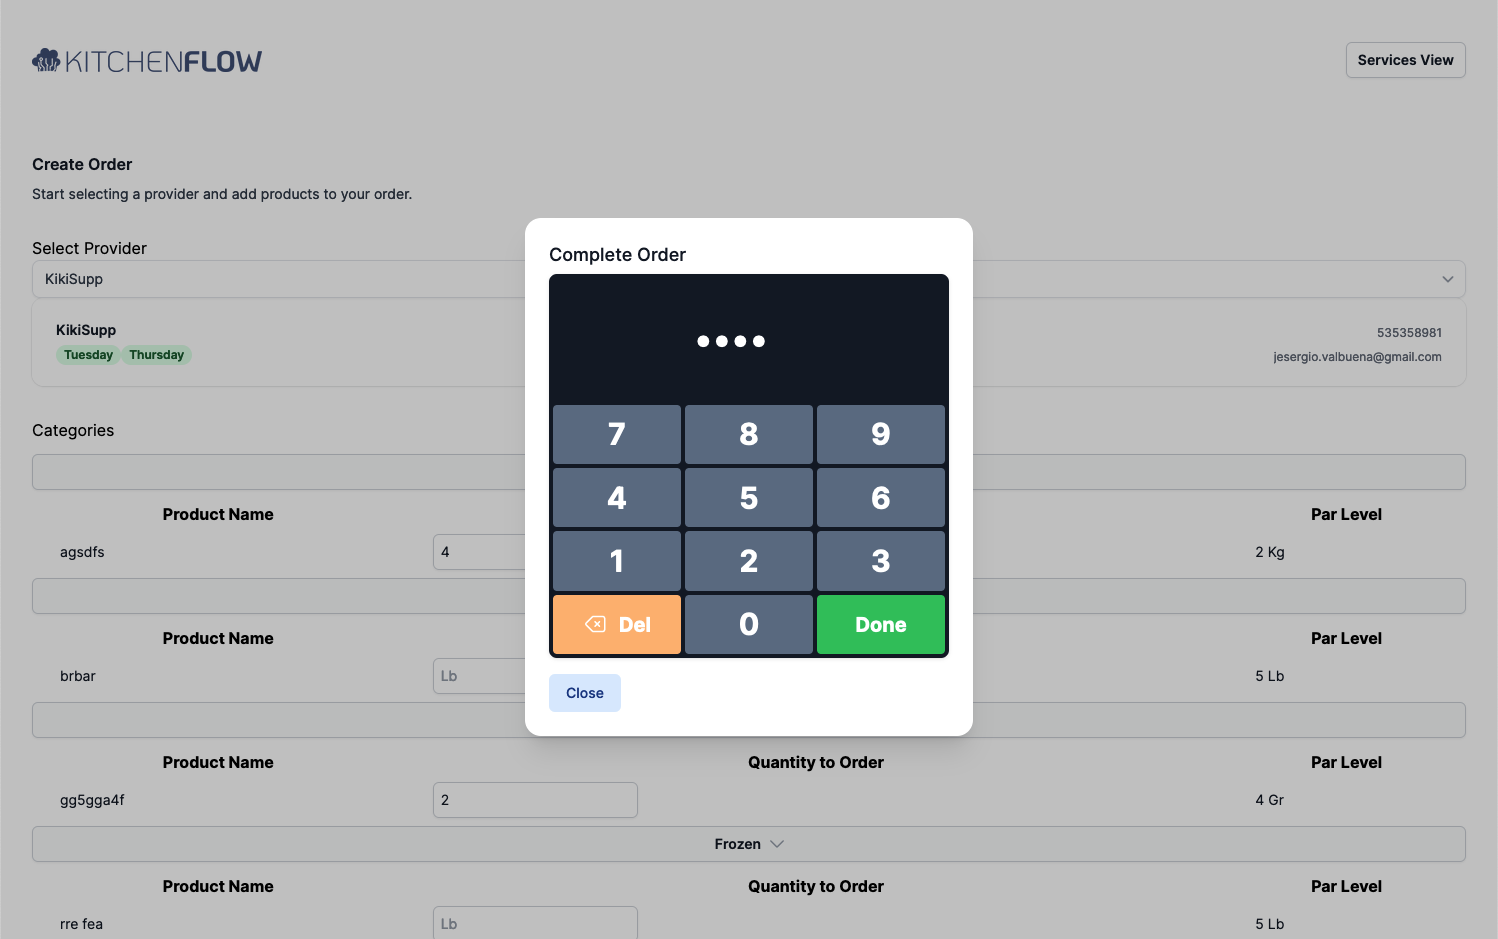 KITCHENFLOW
Services View
Create Order
Start selecting a provider and add products to your order.
Select Provider
KikiSupp
KikiSupp
Tuesday Thursday
535358981
jesergio.valbuena@gmail.com
Categories
Product Name Par Level
agsdfs 4 2 Kg
Product Name Par Level
brbar Lb 5 Lb
Product Name Quantity to Order Par Level
gg5gga4f 2 4 Gr
Frozen
Product Name Quantity to Order Par Level
rre fea Lb 5 Lb
Complete Order
7 8 9
4 5 6
1 2 3
Del 0 Done
Close